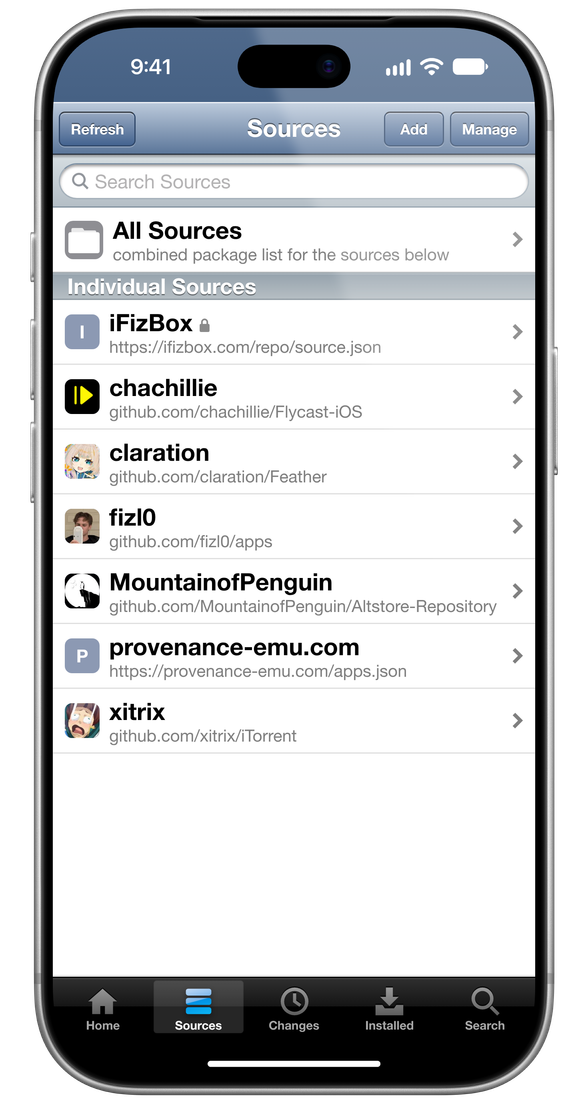 9:41
Refresh
Sources
Add
Manage
Search Sources
All Sources
combined package list for the sources below
Individual Sources
I
iFizBox
https://ifizbox.com/repo/source.json
chachillie
github.com/chachillie/Flycast-iOS
claration
github.com/claration/Feather
fizl0
github.com/fizl0/apps
MountainofPenguin
github.com/MountainofPenguin/Altstore-Repository
P
provenance-emu.com
https://provenance-emu.com/apps.json
xitrix
github.com/xitrix/iTorrent
Home
Sources
Changes
Installed
Search